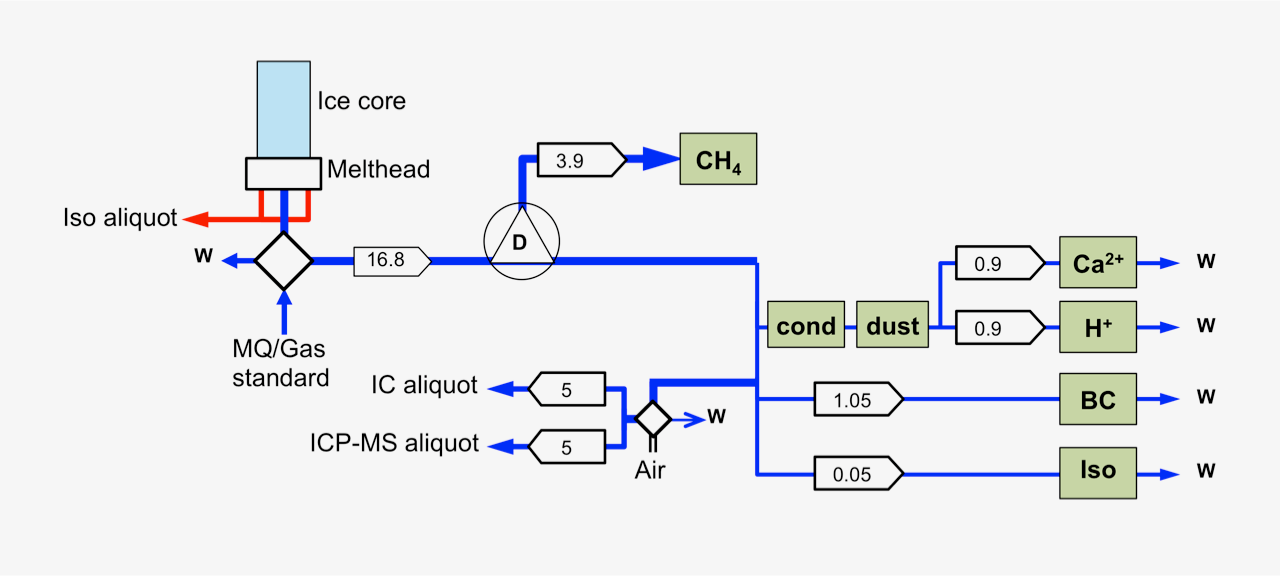 Ice core
Melthead
Iso aliquot
W
16.8
MQ/Gas
standard
D
3.9
CH₄
cond
dust
0.9
Ca²⁺
W
0.9
H⁺
W
1.05
BC
W
0.05
Iso
W
IC aliquot
5
ICP-MS aliquot
5
W
Air